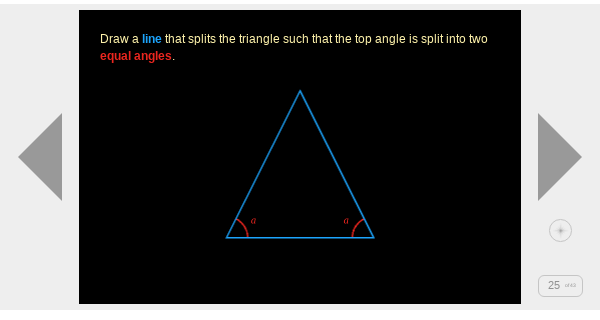 Draw a line that splits the triangle such that the top angle is split into two
equal angles.
a a
25